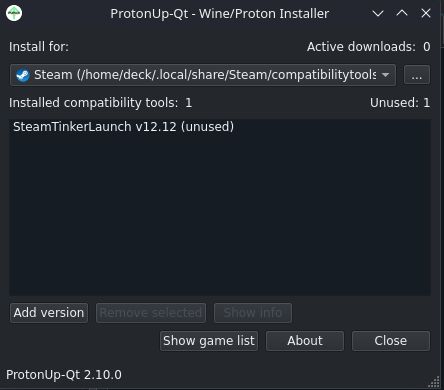 ProtonUp-Qt - Wine/Proton Installer
Install for: Active downloads: 0
Steam (/home/deck/.local/share/Steam/compatibilitytools ...
Installed compatibility tools: 1 Unused: 1
SteamTinkerLaunch v12.12 (unused)
Add version Remove selected Show info
Show game list About Close
ProtonUp-Qt 2.10.0